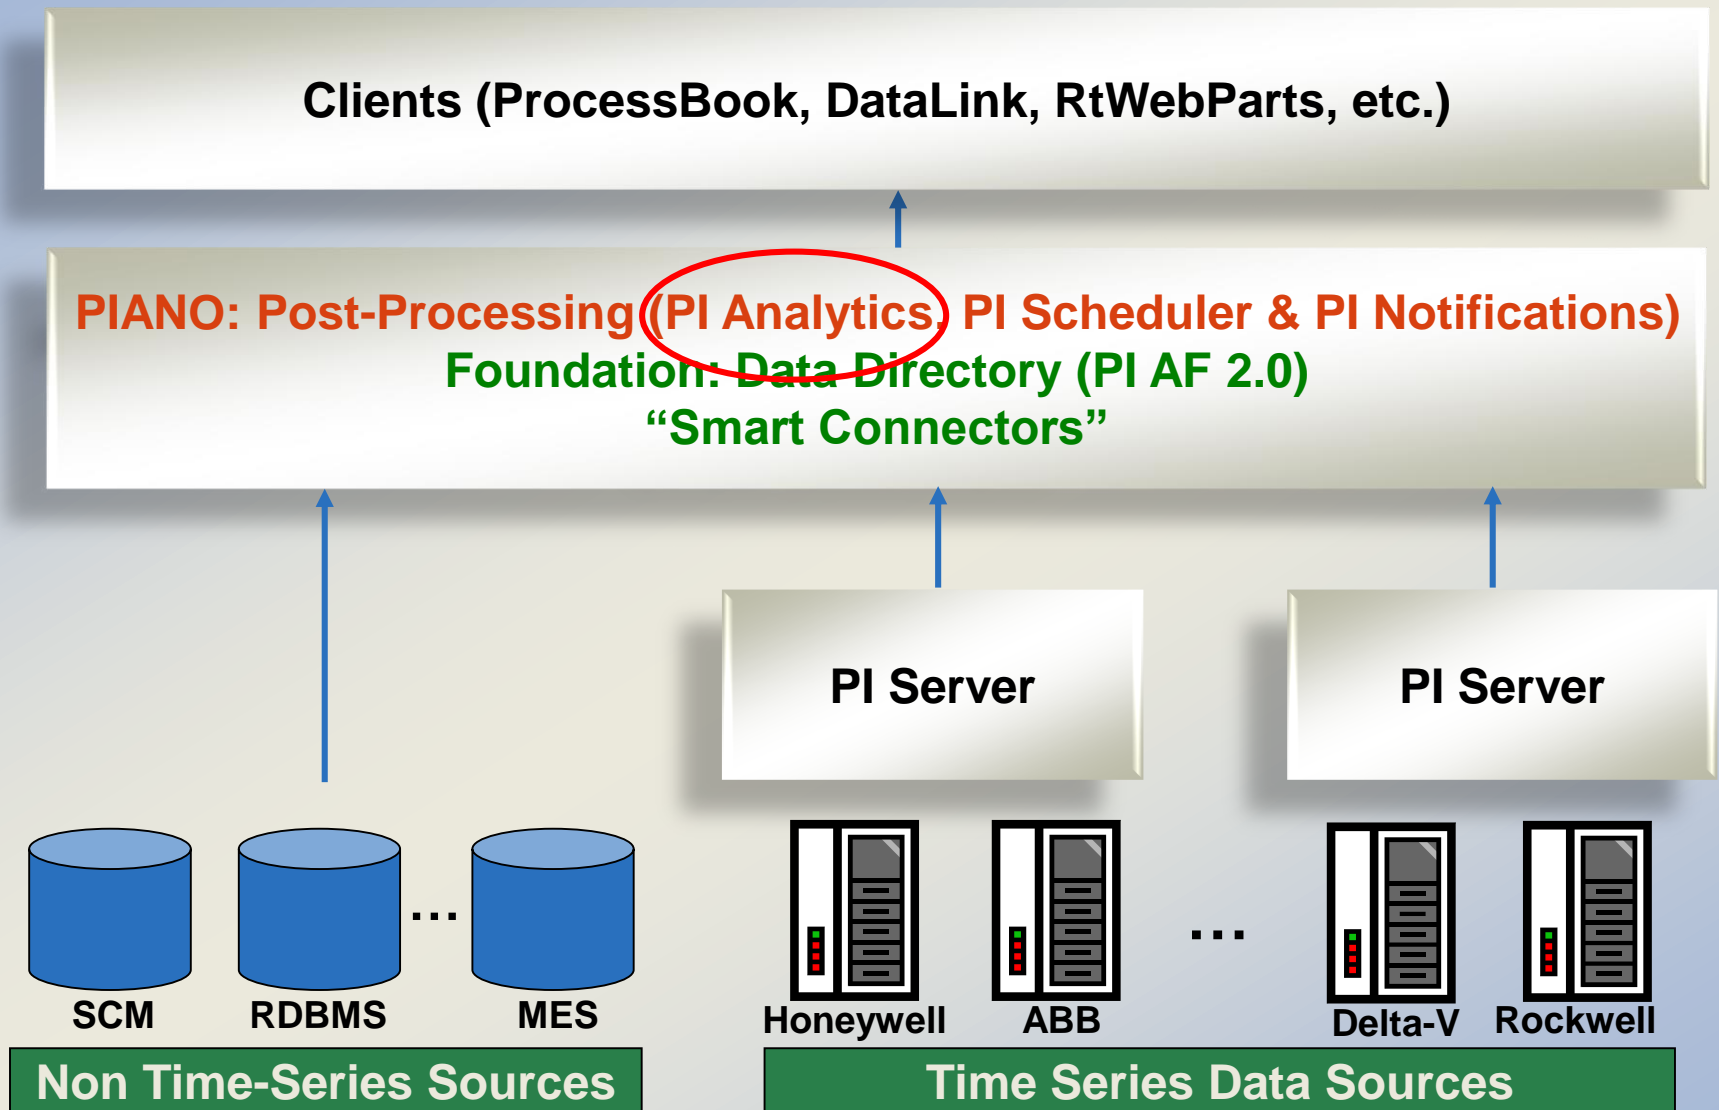 Clients (ProcessBook, DataLink, RtWebParts, etc.)
PIANO: Post-Processing (PI Analytics, PI Scheduler & PI Notifications)
Foundation: Data Directory (PI AF 2.0)
“Smart Connectors”
PI Server
PI Server
...
...
SCM
RDBMS
MES
Honeywell
ABB
Delta-V
Rockwell
Non Time-Series Sources
Time Series Data Sources